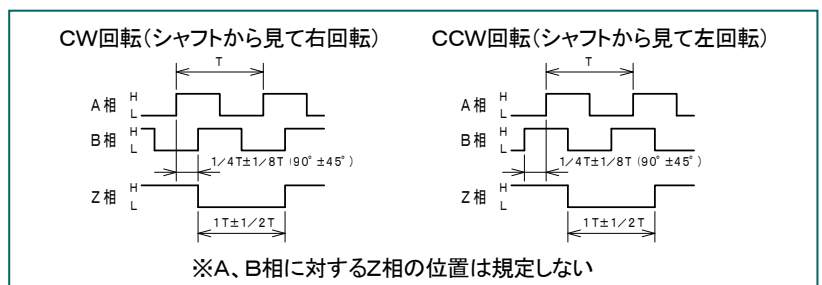 CW回転(シャフトから見て右回転)
T
A相 H L
B相 H L
1/4T±1/8T (90°±45°)
Z相 H L
1T±1/2T
CCW回転(シャフトから見て左回転)
T
A相 H L
B相 H L
1/4T±1/8T (90°±45°)
Z相 H L
1T±1/2T
※A、B相に対するZ相の位置は規定しない